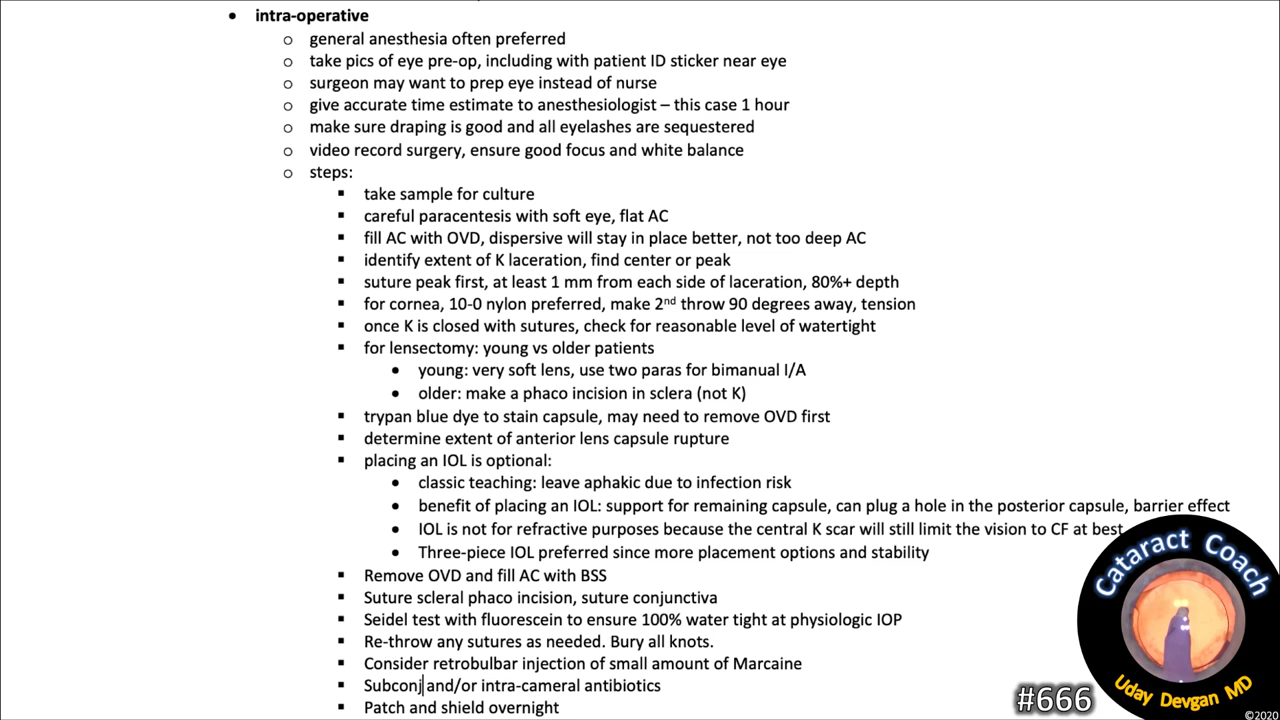 • intra-operative
o general anesthesia often preferred
o take pics of eye pre-op, including with patient ID sticker near eye
o surgeon may want to prep eye instead of nurse
o give accurate time estimate to anesthesiologist – this case 1 hour
o make sure draping is good and all eyelashes are sequestered
o video record surgery, ensure good focus and white balance
o steps:
▪ take sample for culture
▪ careful paracentesis with soft eye, flat AC
▪ fill AC with OVD, dispersive will stay in place better, not too deep AC
▪ identify extent of K laceration, find center or peak
▪ suture peak first, at least 1 mm from each side of laceration, 80%+ depth
▪ for cornea, 10-0 nylon preferred, make 2nd throw 90 degrees away, tension
▪ once K is closed with sutures, check for reasonable level of watertight
▪ for lensectomy: young vs older patients
• young: very soft lens, use two paras for bimanual I/A
• older: make a phaco incision in sclera (not K)
▪ trypan blue dye to stain capsule, may need to remove OVD first
▪ determine extent of anterior lens capsule rupture
▪ placing an IOL is optional:
• classic teaching: leave aphakic due to infection risk
• benefit of placing an IOL: support for remaining capsule, can plug a hole in the posterior capsule, barrier effect
• IOL is not for refractive purposes because the central K scar will still limit the vision to CF at best
• Three-piece IOL preferred since more placement options and stability
▪ Remove OVD and fill AC with BSS
▪ Suture scleral phaco incision, suture conjunctiva
▪ Seidel test with fluorescein to ensure 100% water tight at physiologic IOP
▪ Re-throw any sutures as needed. Bury all knots.
▪ Consider retrobulbar injection of small amount of Marcaine
▪ Subconj and/or intra-cameral antibiotics
▪ Patch and shield overnight
Cataract Coach
Uday Devgan MD
#666
©2020